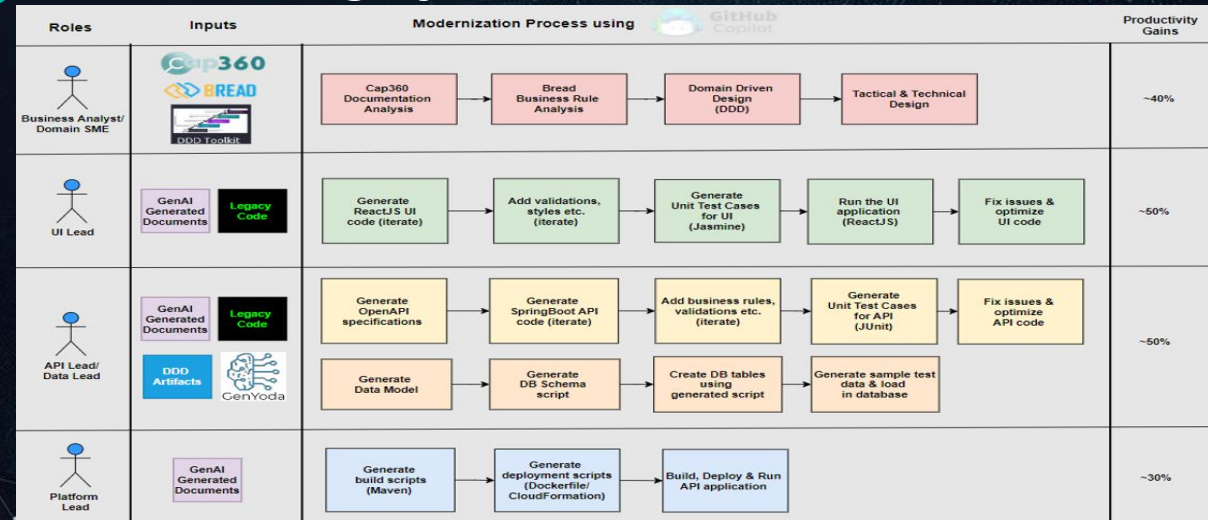 Roles
Inputs
Modernization Process using
GitHub
Copilot
Productivity
Gains
Business Analyst/
Domain SME
Cap360
BREAD
DDD Toolkit
Cap360
Documentation
Analysis
Bread
Business Rule
Analysis
Domain Driven
Design
(DDD)
Tactical & Technical
Design
~40%
UI Lead
GenAI
Generated
Documents
Legacy
Code
Generate
ReactJS UI
code (iterate)
Add validations,
styles etc.
(iterate)
Generate
Unit Test Cases
for UI
(Jasmine)
Run the UI
application
(ReactJS)
Fix issues &
optimize
UI code
~50%
API Lead/
Data Lead
GenAI
Generated
Documents
Legacy
Code
DDD
Artifacts
GenYoda
Generate
OpenAPI
specifications
Generate
SpringBoot API
code (iterate)
Add business rules,
validations etc.
(iterate)
Generate
Unit Test Cases
for API
(JUnit)
Fix issues &
optimize
API code
Generate
Data Model
Generate
DB Schema
script
Create DB tables
using
generated script
Generate sample test
data & load
in database
~50%
Platform
Lead
GenAI
Generated
Documents
Generate
build scripts
(Maven)
Generate
deployment scripts
(Dockerfile/
CloudFormation)
Build, Deploy & Run
API application
~30%